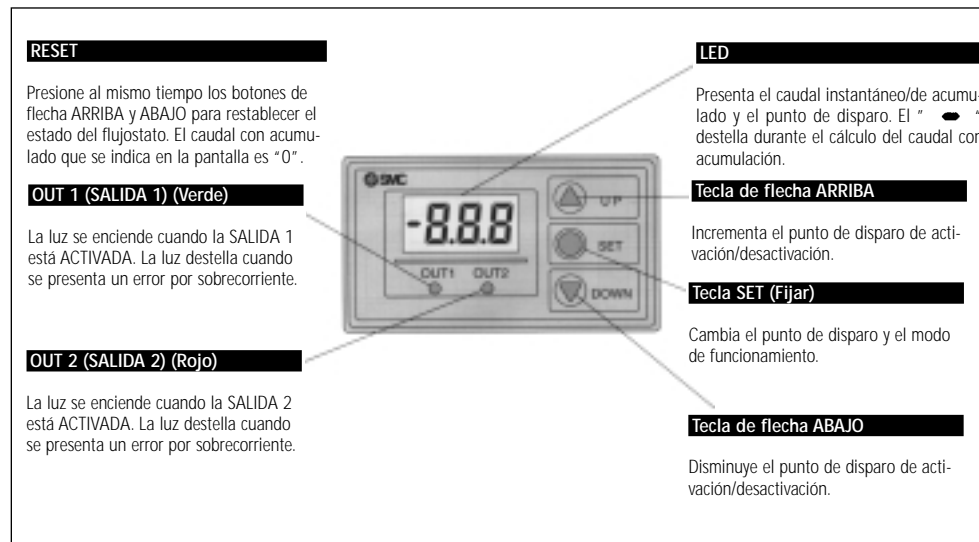 RESET
Presione al mismo tiempo los botones de
flecha ARRIBA y ABAJO para restablecer el
estado del flujostato. El caudal con acumu-
lado que se indica en la pantalla es "0".
OUT 1 (SALIDA 1) (Verde)
La luz se enciende cuando la SALIDA 1
está ACTIVADA. La luz destella cuando
se presenta un error por sobrecorriente.
OUT 2 (SALIDA 2) (Rojo)
La luz se enciende cuando la SALIDA 2
está ACTIVADA. La luz destella cuando
se presenta un error por sobrecorriente.
SMC
-8.8.8
OUT1 OUT2
UP
SET
DOWN
LED
Presenta el caudal instantáneo/de acumu-
lado y el punto de disparo. El " "
destella durante el cálculo del caudal con
acumulación.
Tecla de flecha ARRIBA
Incrementa el punto de disparo de acti-
vación/desactivación.
Tecla SET (Fijar)
Cambia el punto de disparo y el modo
de funcionamiento.
Tecla de flecha ABAJO
Disminuye el punto de disparo de acti-
vación/desactivación.